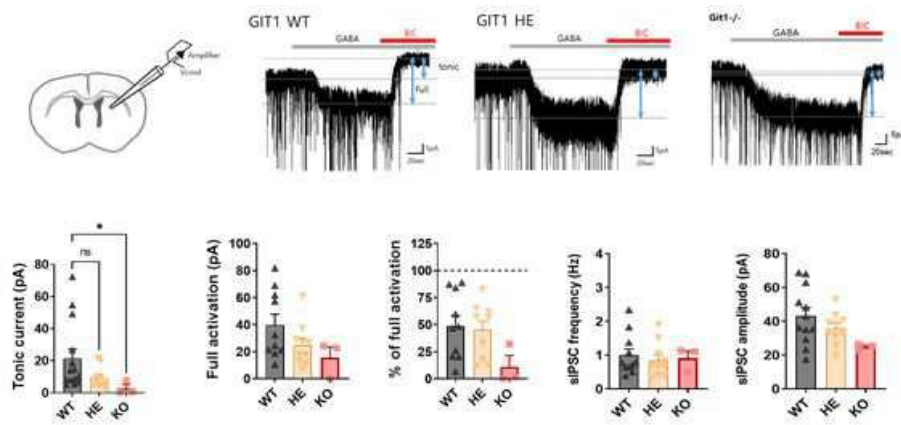 GIT1 WT
GIT1 HE
Git1-/-
BIC
BIC
BIC
GABA
GABA
GABA
Amplifier
tonic
Full
5pA
20sec
5pA
20sec
20sec
*
ns
Tonic current (pA)
80
60
40
20
0
WT
HE
KO
Full activation (pA)
100
80
60
40
20
0
WT
HE
KO
% of full activation
125
100
75
50
25
0
WT
HE
KO
sIPSC frequency (Hz)
4
3
2
1
0
WT
HE
KO
sIPSC amplitude (pA)
80
60
40
20
0
WT
HE
KO